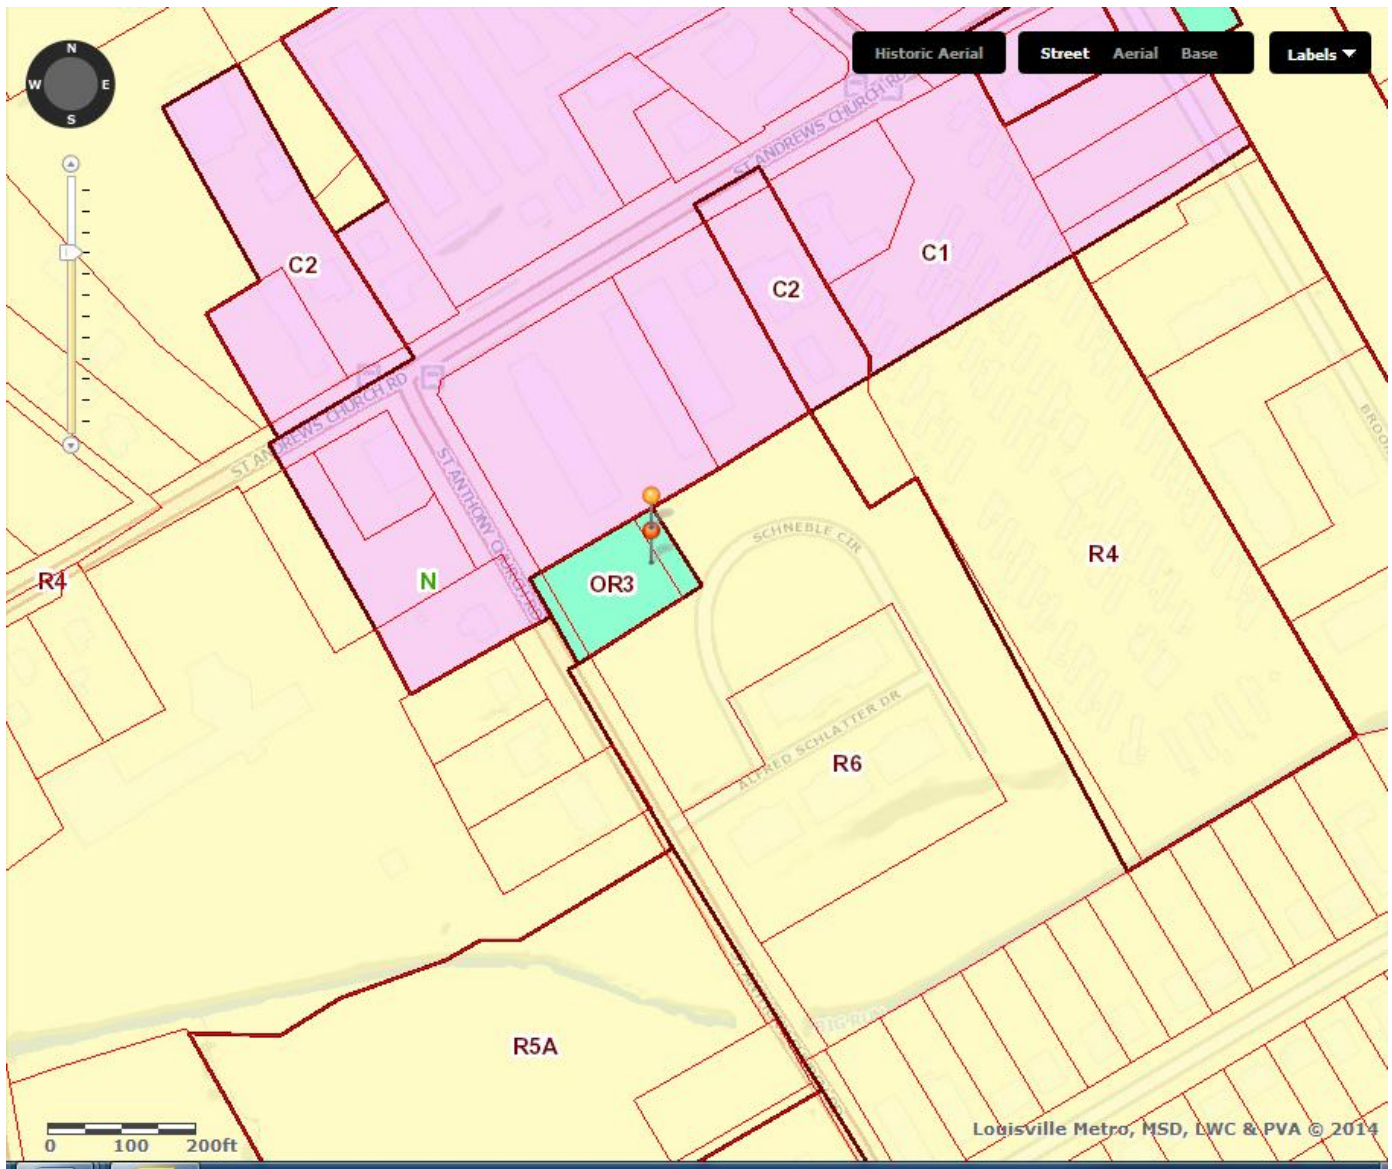 N
W
E
S
Historic Aerial
Street
Aerial
Base
Labels
ST ANDREWS CHURCH RD
C2
C1
C2
ST ANDREWS CHURCH RD
ST ANTHONY CHURCH RD
SCHNEBLE CIR
R4
R4
N
OR3
ALFRED SCHLATTER DR
R6
R5A
0
100
200ft
Louisville Metro, MSD, LWC & PVA © 2014